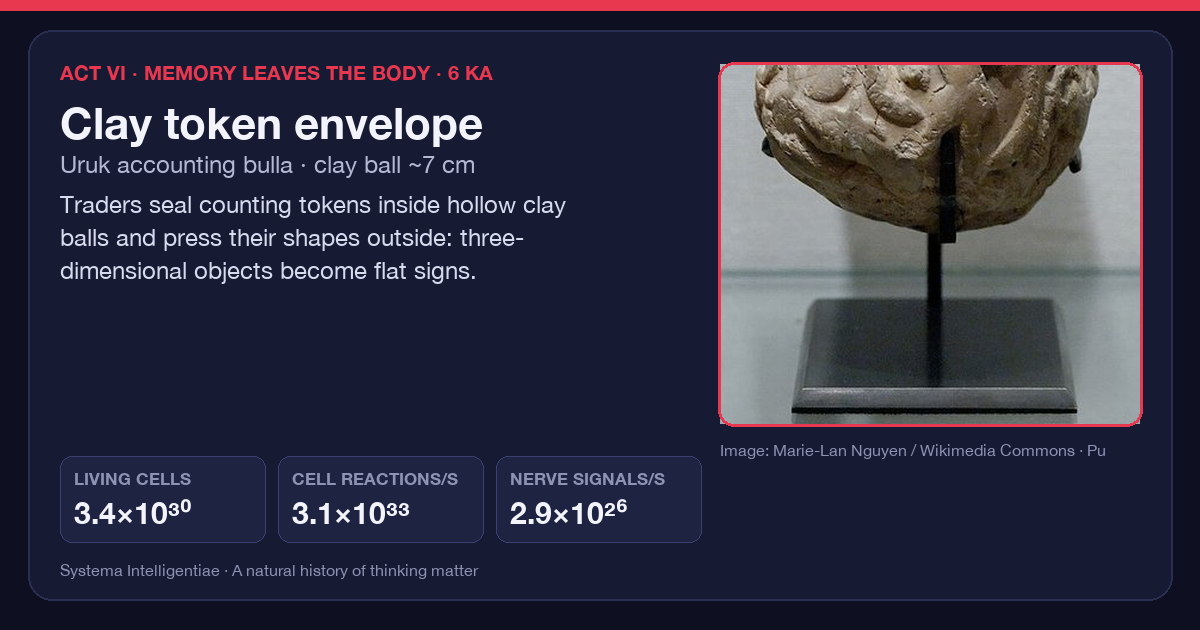 ACT VI · MEMORY LEAVES THE BODY · 6 KA
Clay token envelope
Uruk accounting bulla · clay ball ~7 cm
Traders seal counting tokens inside hollow clay
balls and press their shapes outside: three-
dimensional objects become flat signs.
Image: Marie-Lan Nguyen / Wikimedia Commons · Pu
LIVING CELLS
3.4×10³⁰
CELL REACTIONS/S
3.1×10³³
NERVE SIGNALS/S
2.9×10²⁶
Systema Intelligentiae · A natural history of thinking matter